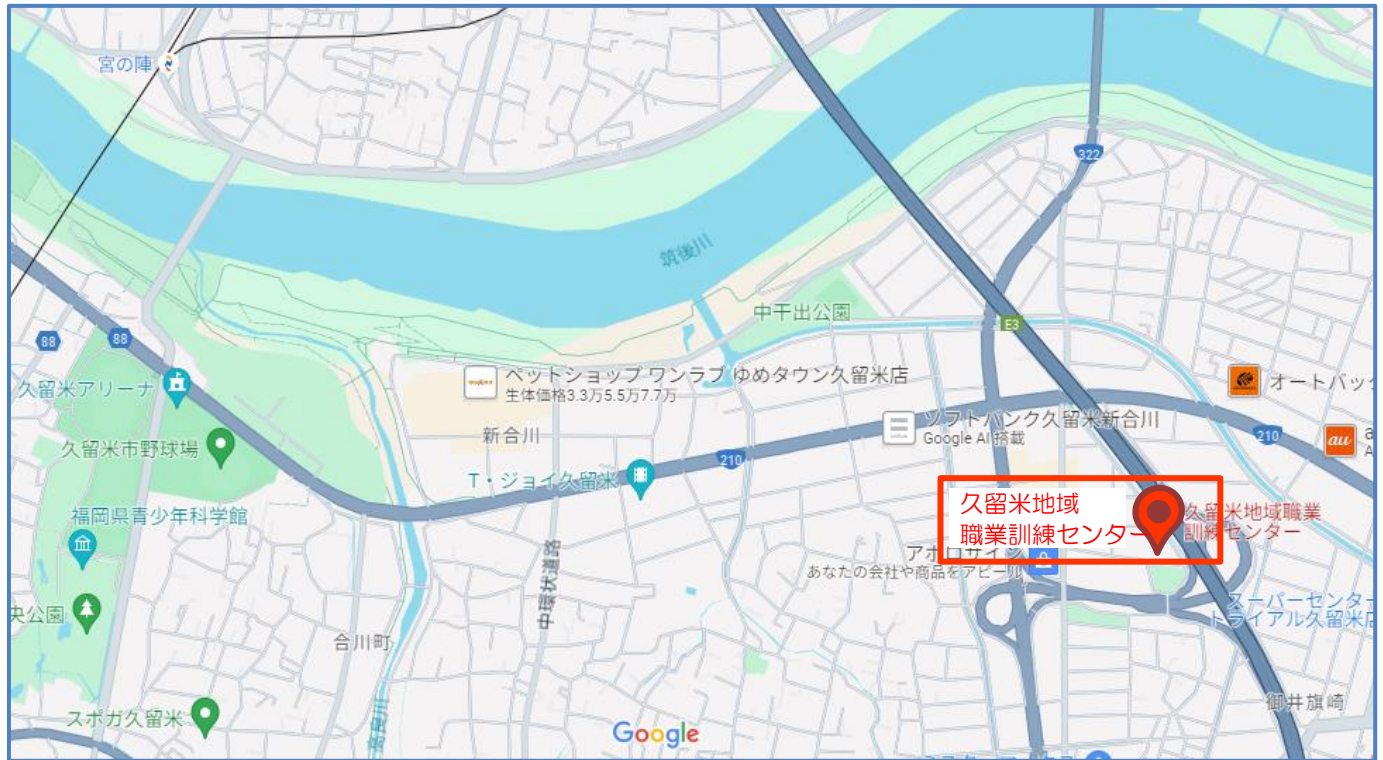 宮の陣
322
筑後川
中干出公園
E3
88
88
久留米アリーナ
ペットショップ ワンラブ ゆめタウン久留米店
生体価格3.3万5.5万7.7万
オートバック
久留米市野球場
新合川
ソフトバンク久留米新合川
Google AI 搭載
210
au
210
T・ジョイ久留米
久留米地域
職業訓練センター
久留米地域職業
訓練センター
福岡県青少年科学館
アポロサイン
あなたの会社や商品をアピール
中環状道路
央公園
合川町
スーパーセンター
トライアル久留米店
スポガ久留米
高良川
御井旗崎
Google